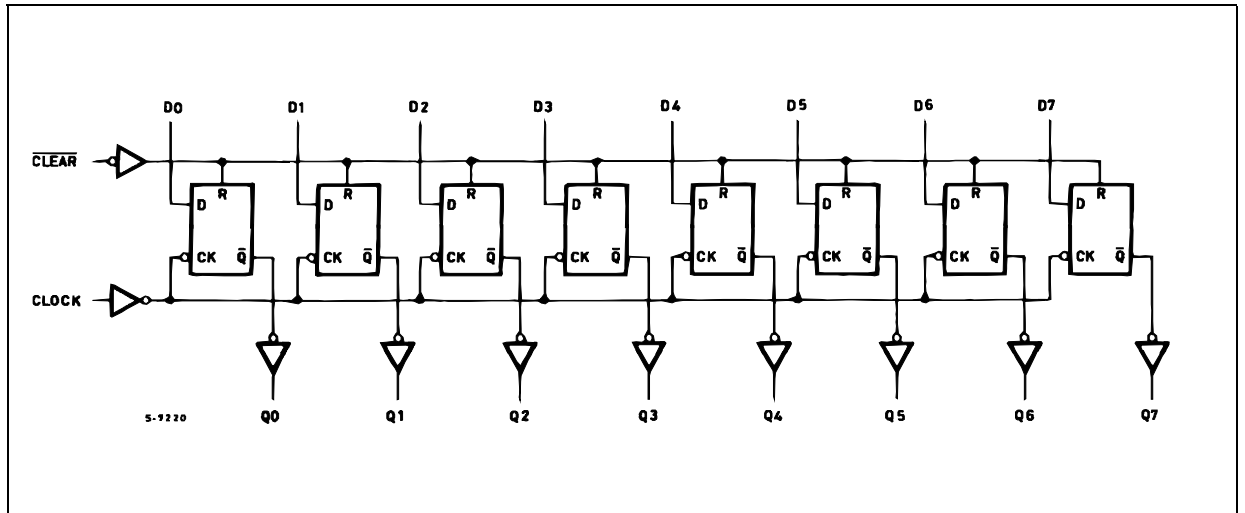 D0 D1 D2 D3 D4 D5 D6 D7
C̅L̅E̅A̅R̅
R R R R R R R R
D D D D D D D D
CK Q̅ CK Q̅ CK Q̅ CK Q̅ CK Q̅ CK Q̅ CK Q̅ CK Q̅
CLOCK
S-9220 Q0 Q1 Q2 Q3 Q4 Q5 Q6 Q7